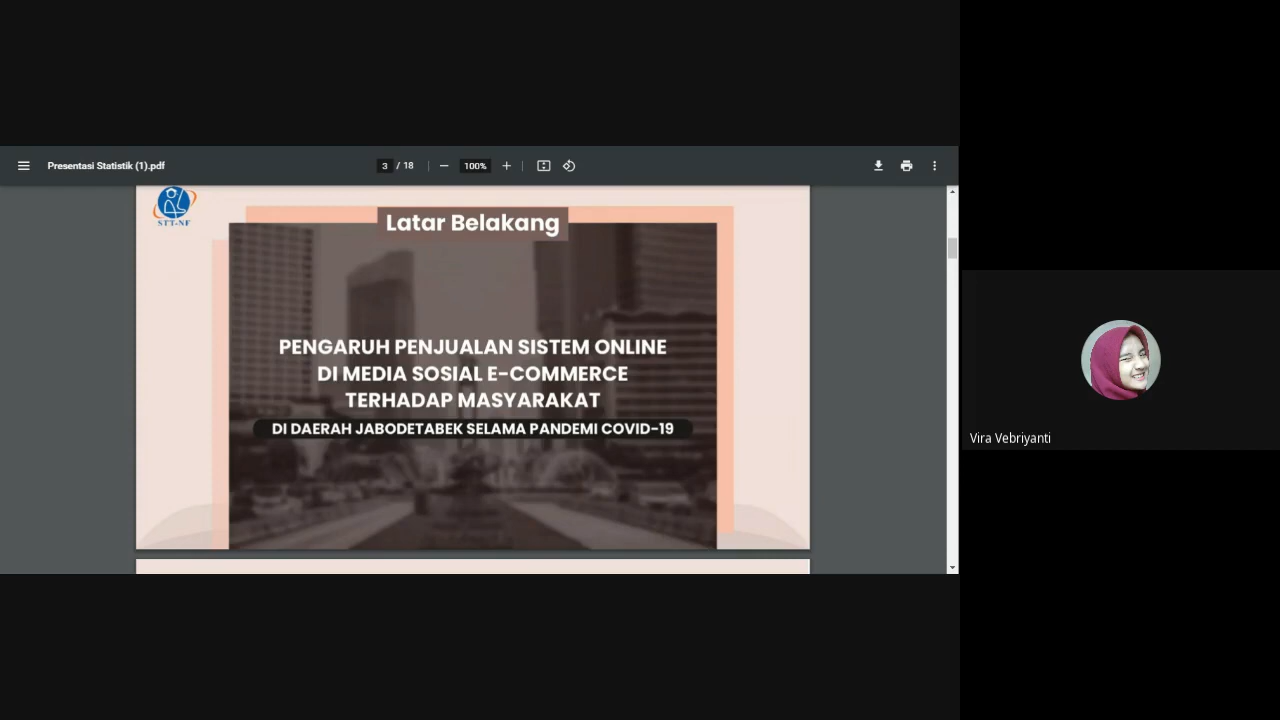 Presentasi Statistik (1).pdf
3 / 18
100%
STT-NF
Latar Belakang
PENGARUH PENJUALAN SISTEM ONLINE
DI MEDIA SOSIAL E-COMMERCE
TERHADAP MASYARAKAT
DI DAERAH JABODETABEK SELAMA PANDEMI COVID-19
Vira Vebriyanti